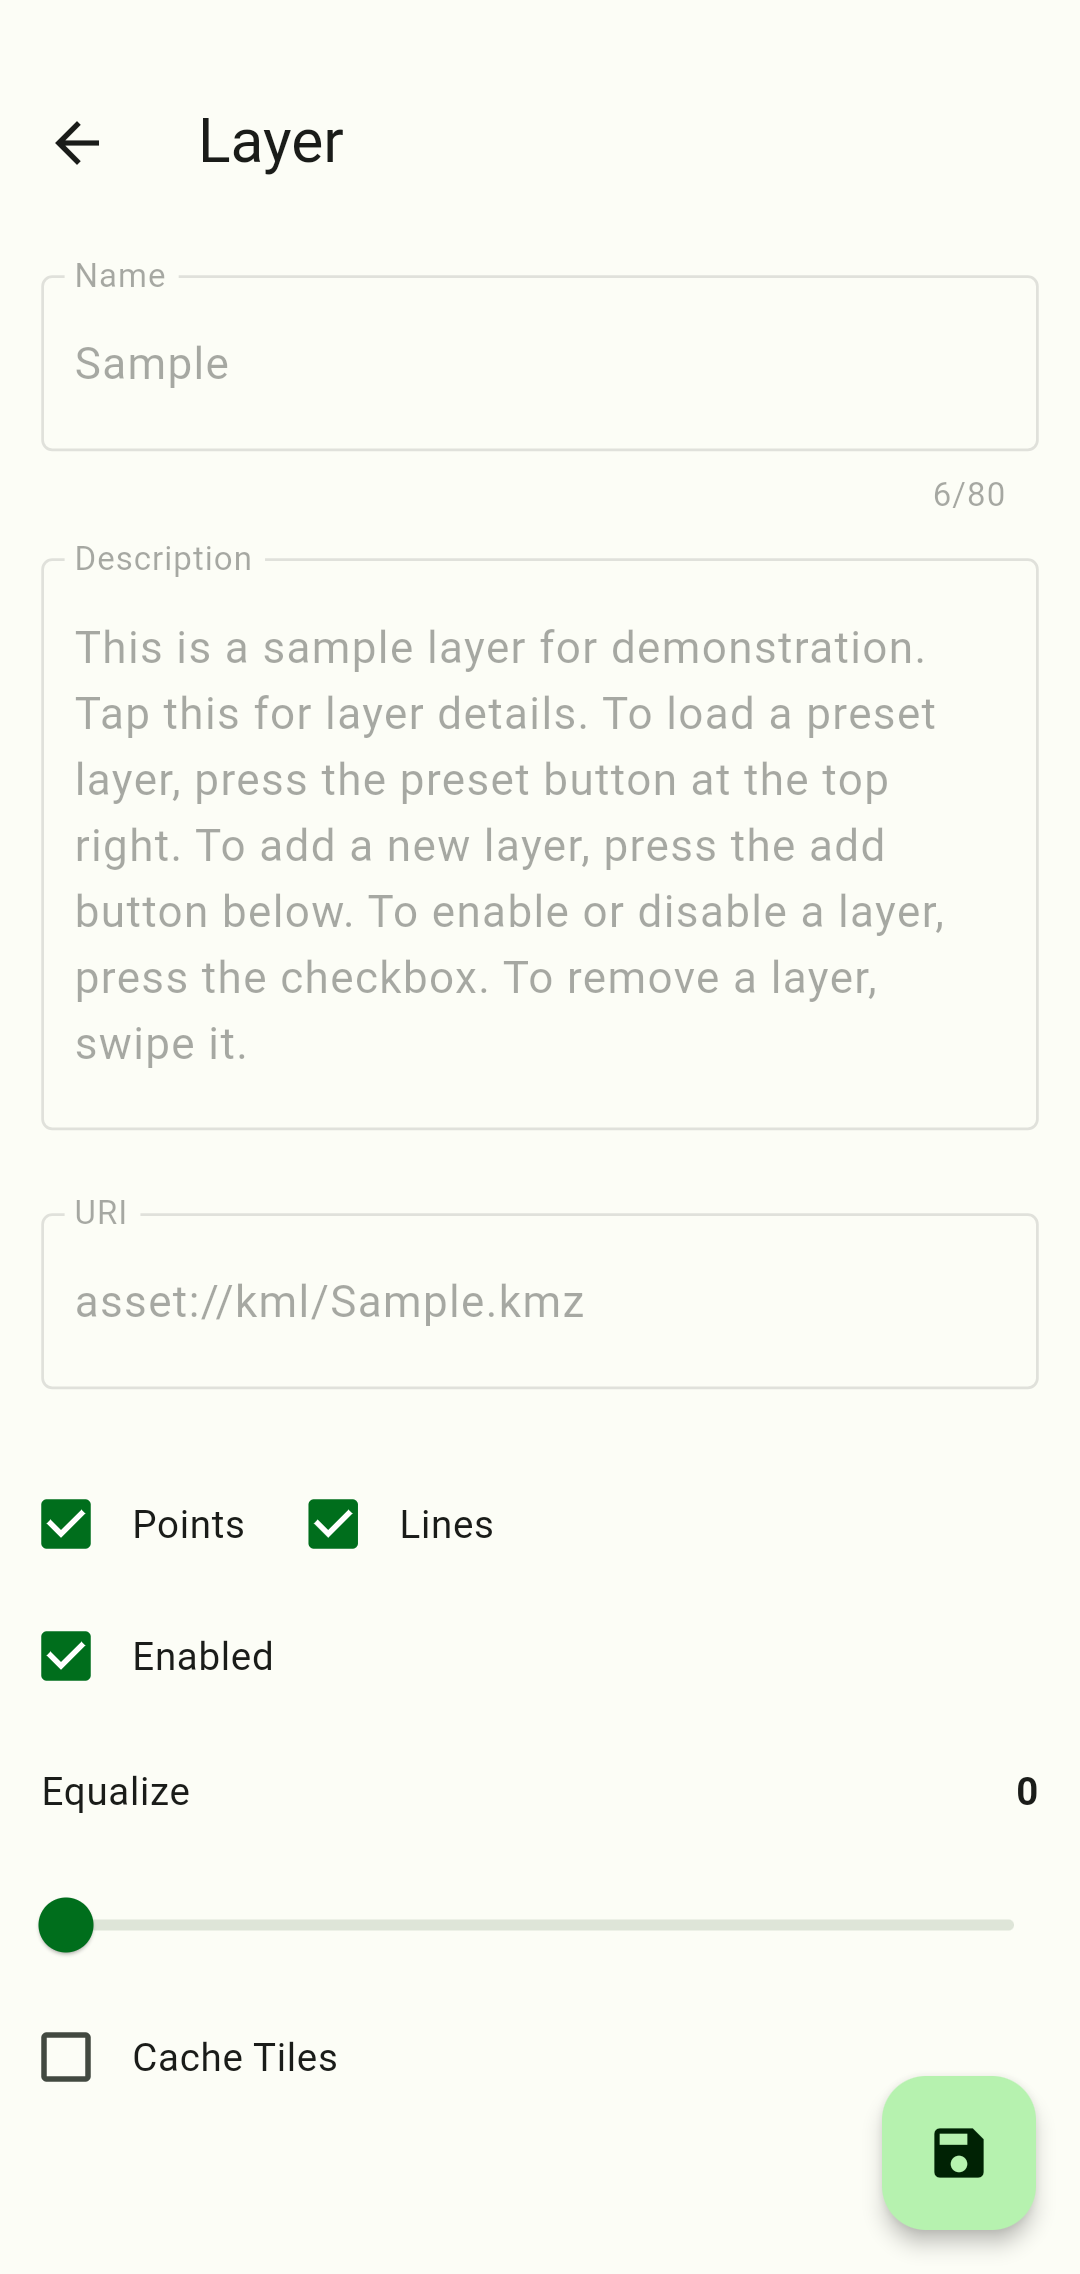 Layer
Name
Sample
6/80
Description
This is a sample layer for demonstration.
Tap this for layer details. To load a preset
layer, press the preset button at the top
right. To add a new layer, press the add
button below. To enable or disable a layer,
press the checkbox. To remove a layer,
swipe it.
URI
asset://kml/Sample.kmz
Points Lines
Enabled
Equalize 0
Cache Tiles